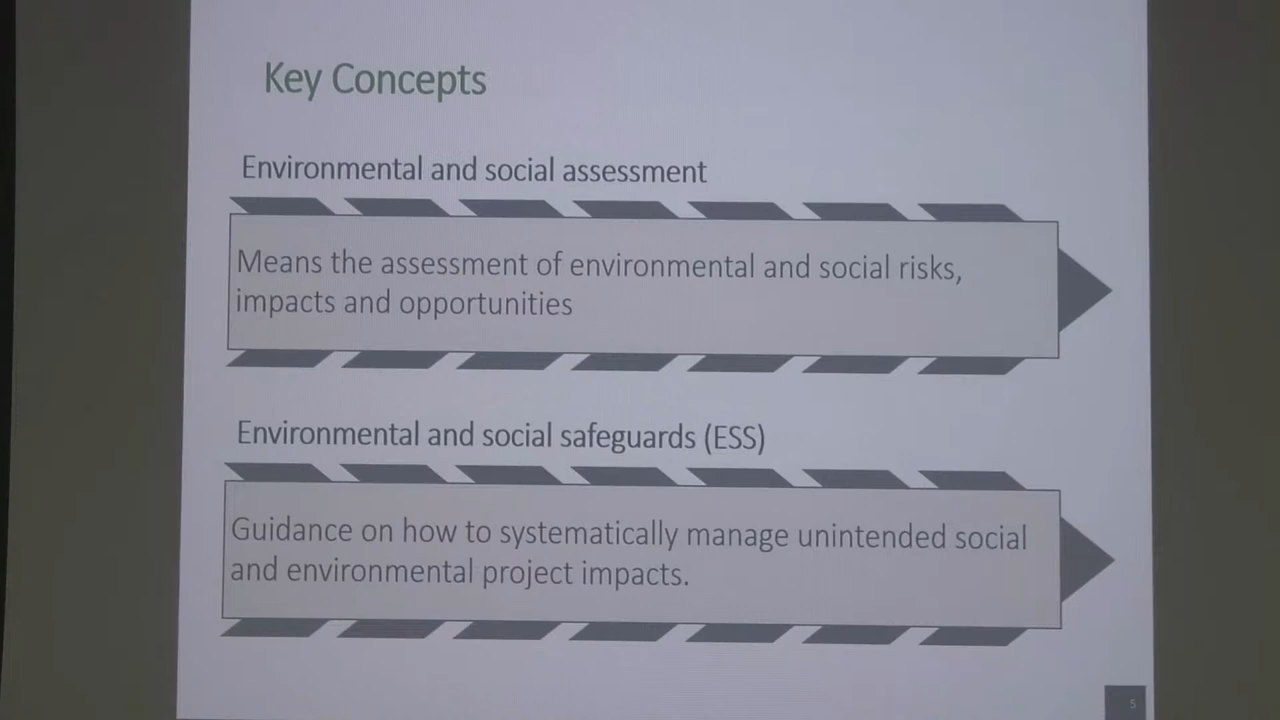 Key Concepts
Environmental and social assessment
Means the assessment of environmental and social risks,
impacts and opportunities
Environmental and social safeguards (ESS)
Guidance on how to systematically manage unintended social
and environmental project impacts.
5